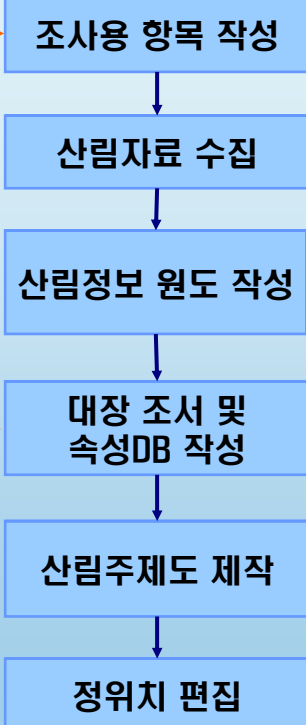 조사용 항목 작성
산림자료 수집
산림정보 원도 작성
대장 조서 및
속성DB 작성
산림주제도 제작
정위치 편집